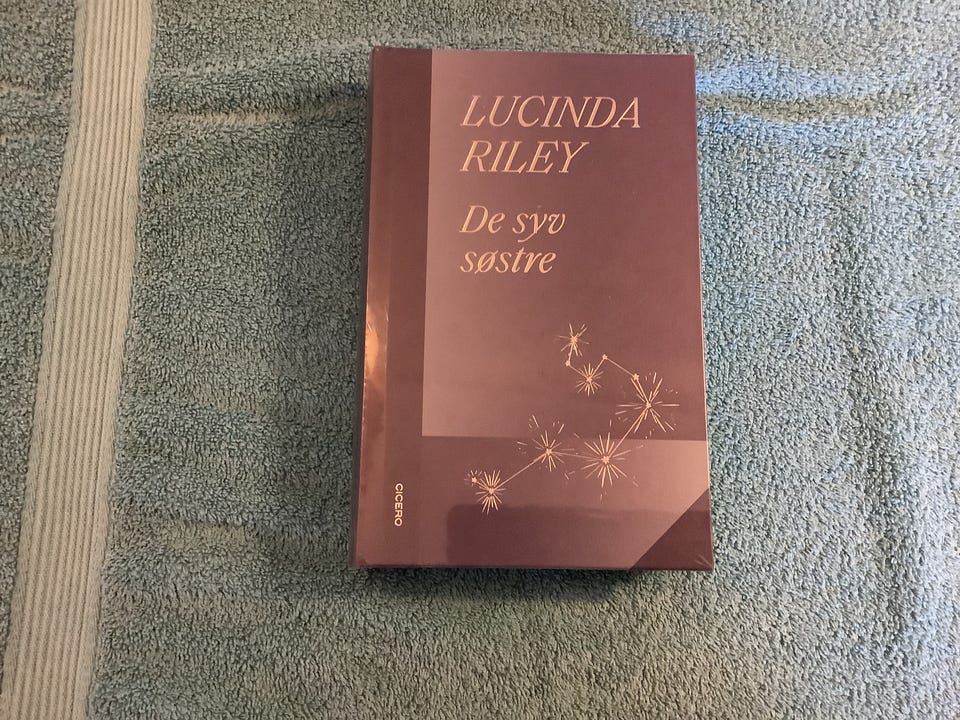 LUCINDA
RILEY
De syv
søstre
CICERO